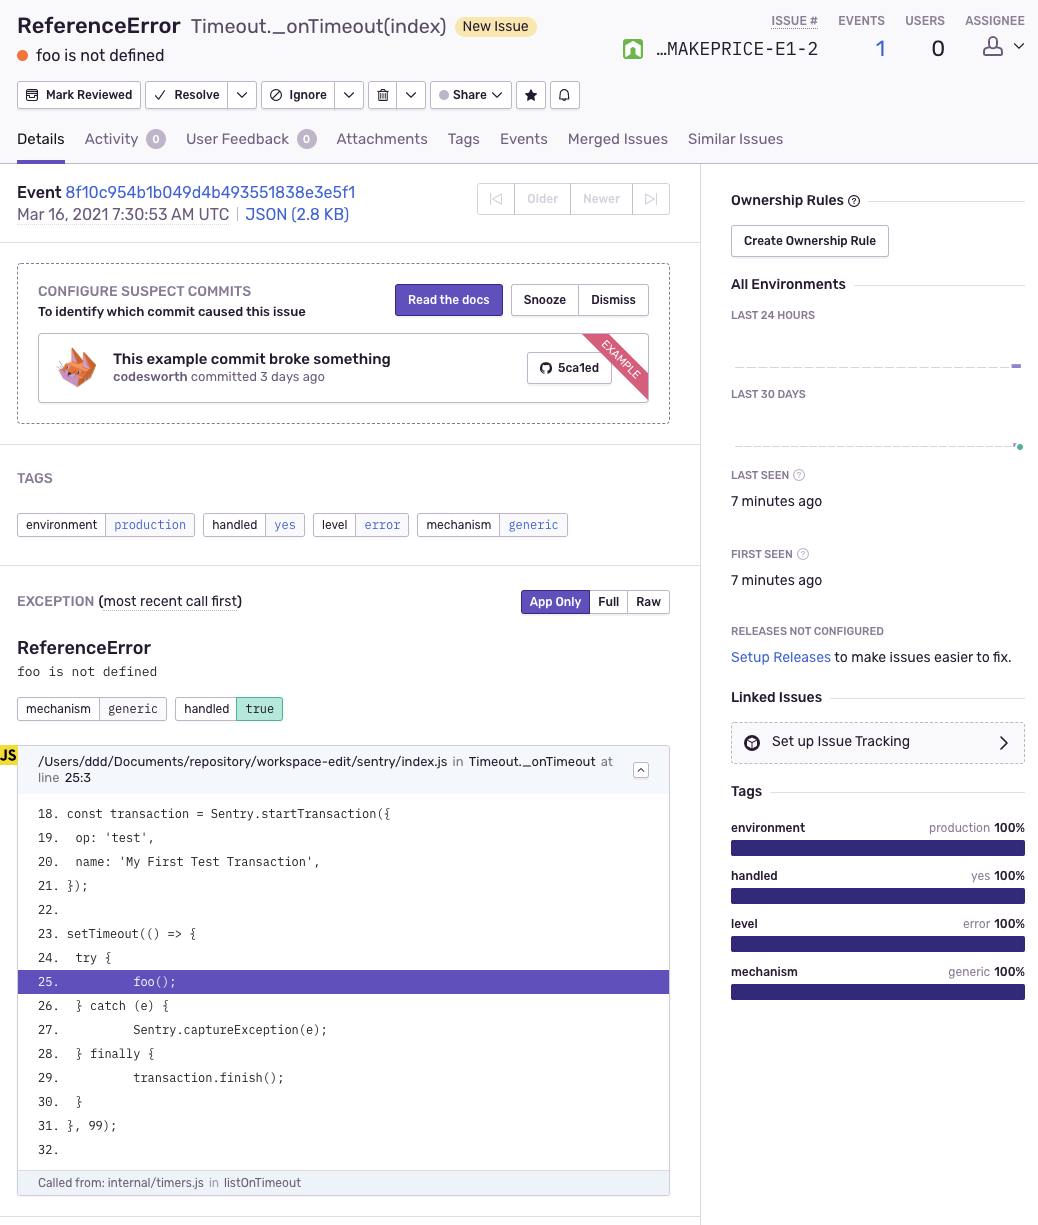 ReferenceError Timeout._onTimeout(index) New Issue
foo is not defined
ISSUE # EVENTS USERS ASSIGNEE
…MAKEPRICE-E1-2 1 0
Mark Reviewed Resolve Ignore Share
Details Activity 0 User Feedback 0 Attachments Tags Events Merged Issues Similar Issues
Event 8f10c954b1b049d4b493551838e3e5f1
Mar 16, 2021 7:30:53 AM UTC JSON (2.8 KB)
Older Newer
CONFIGURE SUSPECT COMMITS
To identify which commit caused this issue
Read the docs Snooze Dismiss
This example commit broke something
codesworth committed 3 days ago
5ca1ed
EXAMPLE
TAGS
environment production handled yes level error mechanism generic
EXCEPTION (most recent call first)
App Only Full Raw
ReferenceError
foo is not defined
mechanism generic handled true
JS
/Users/ddd/Documents/repository/workspace-edit/sentry/index.js in Timeout._onTimeout at
line 25:3
18. const transaction = Sentry.startTransaction({
19. op: 'test',
20. name: 'My First Test Transaction',
21. });
22.
23. setTimeout(() => {
24. try {
25. foo();
26. } catch (e) {
27. Sentry.captureException(e);
28. } finally {
29. transaction.finish();
30. }
31. }, 99);
32.
Called from: internal/timers.js in listOnTimeout
Ownership Rules ?
Create Ownership Rule
All Environments
LAST 24 HOURS
LAST 30 DAYS
LAST SEEN ?
7 minutes ago
FIRST SEEN ?
7 minutes ago
RELEASES NOT CONFIGURED
Setup Releases to make issues easier to fix.
Linked Issues
Set up Issue Tracking
Tags
environment production 100%
handled yes 100%
level error 100%
mechanism generic 100%